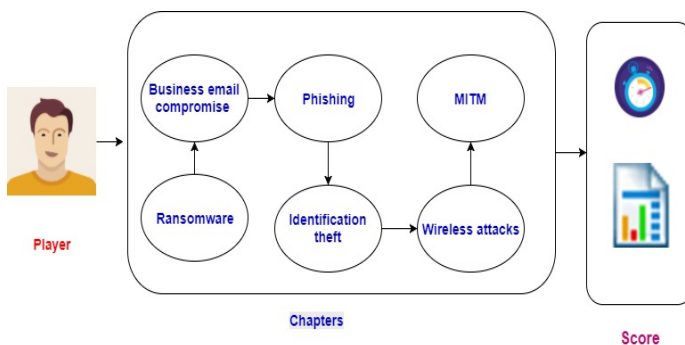 Business email
compromise
Phishing
MITM
Ransomware
Identification
theft
Wireless attacks
Player
Chapters
Score